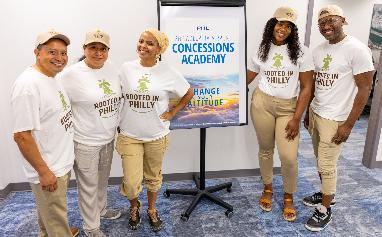 PHL
CONCESSIONS
ACADEMY
CHANGE
ALTITUDE
ROOTED IN
PHILLY
ROOTED IN
PHILLY
ROOTED IN
PHILLY
ROOTED IN
PHILLY
ROOTED IN
PHILLY